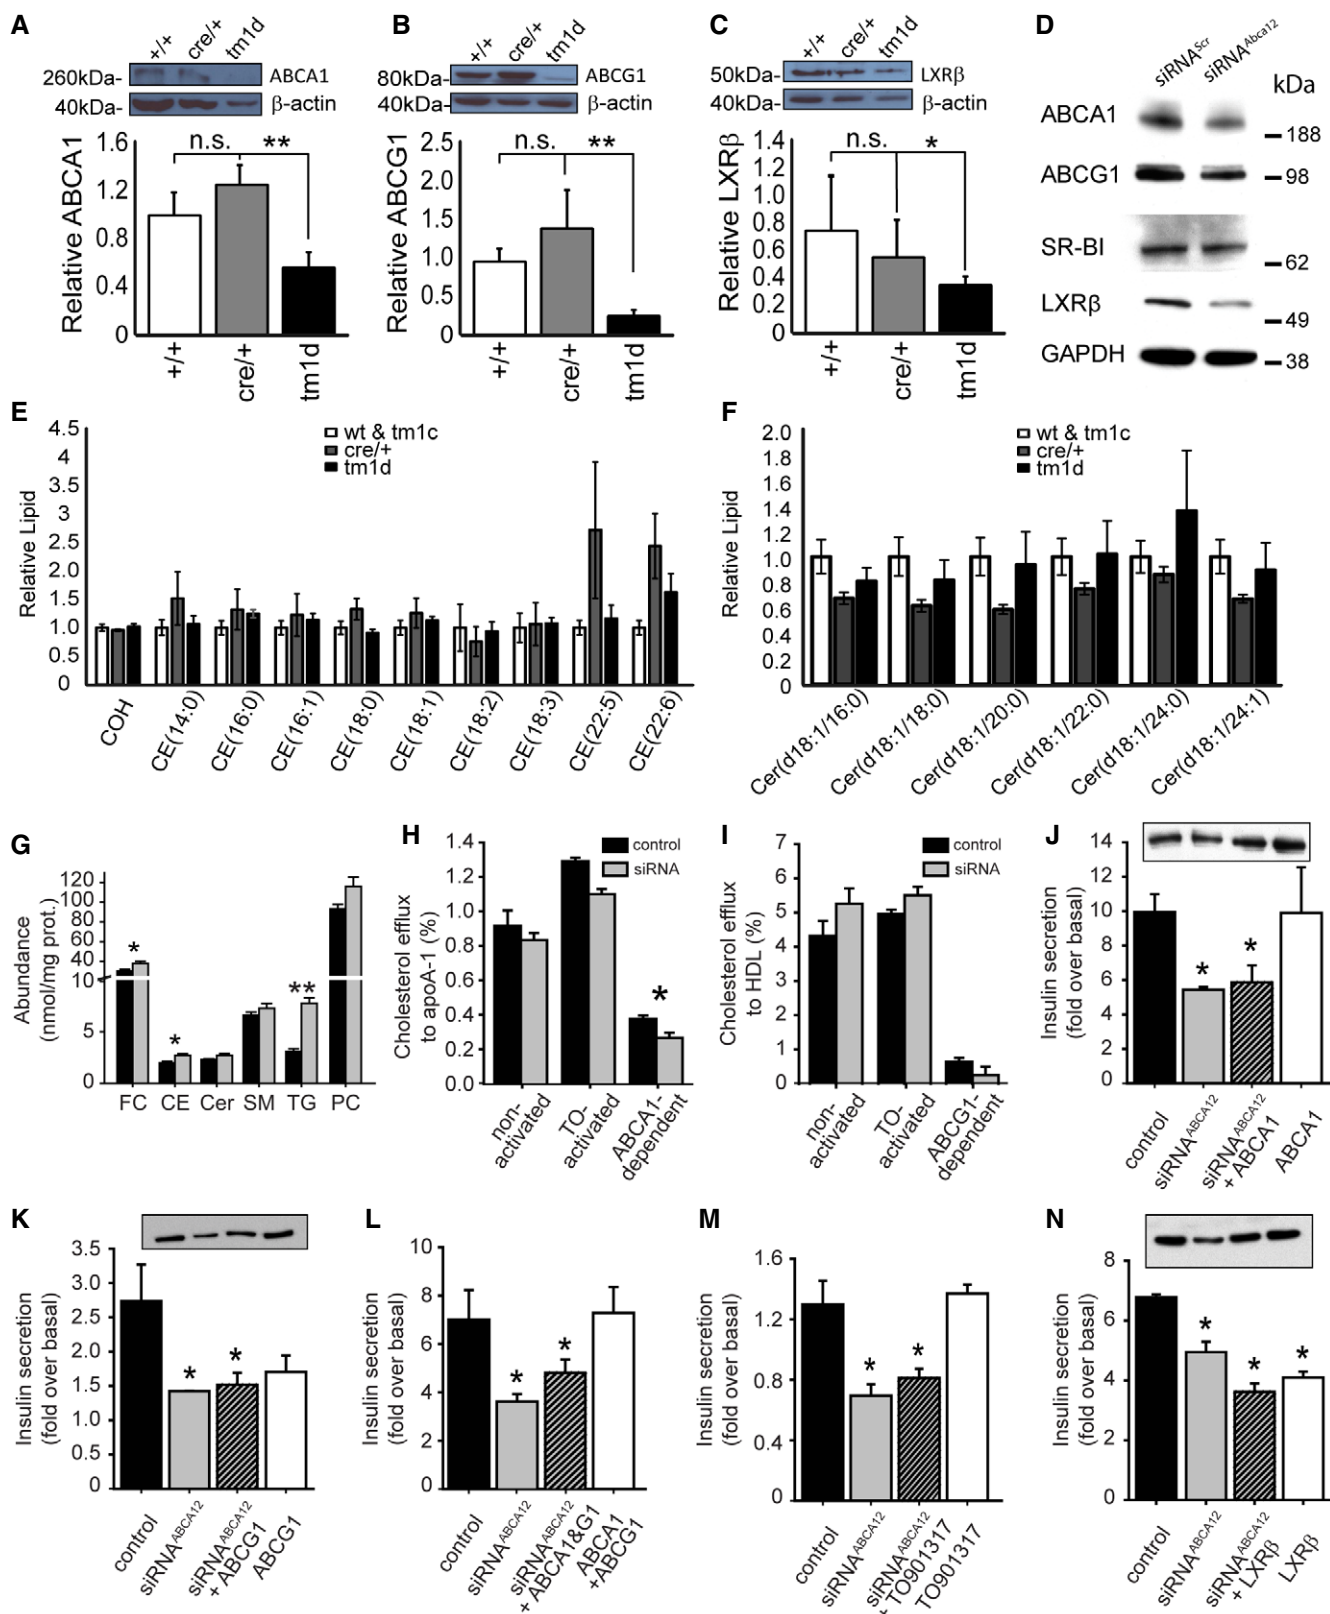 A
+/+ cre/+ tm1d
260kDa- ABCA1
40kDa- β-actin
Relative ABCA1
1.6
1.2
0.8
0.4
0
n.s. **
+/+ cre/+ tm1d
B
+/+ cre/+ tm1d
80kDa- ABCG1
40kDa- β-actin
Relative ABCG1
2.5
2.0
1.5
1.0
0.5
0
n.s. **
+/+ cre/+ tm1d
C
+/+ cre/+ tm1d
50kDa- LXRβ
40kDa- β-actin
Relative LXRβ
1.4
1.2
1.0
0.8
0.6
0.4
0.2
0
n.s. *
+/+ cre/+ tm1d
D
siRNAScr siRNAAbca12
kDa
ABCA1
188
ABCG1
98
SR-BI
62
LXRβ
49
GAPDH
38
E
Relative Lipid
4.5
4
3.5
3
2.5
2.0
1.5
1.0
0.5
0
wt & tm1c
cre/+
tm1d
COH CE(14:0) CE(16:0) CE(16:1) CE(18:0) CE(18:1) CE(18:2) CE(18:3) CE(22:5) CE(22:6)
F
Relative Lipid
2.0
1.8
1.6
1.4
1.2
1.0
0.8
0.6
0.4
0.2
0
wt & tm1c
cre/+
tm1d
Cer(d18:1/16:0) Cer(d18:1/18:0) Cer(d18:1/20:0) Cer(d18:1/22:0) Cer(d18:1/24:0) Cer(d18:1/24:1)
G
Abundance
(nmol/mg prot.)
120
100
80
60
40
10
5
0
* * **
FC CE Cer SM TG PC
H
Cholesterol efflux
to apoA-1 (%)
1.4
1.2
1.0
0.8
0.6
0.4
0.2
0.0
control
siRNA
*
non-
activated
TO-
activated
ABCA1-
dependent
I
Cholesterol efflux
to HDL (%)
7
6
5
4
3
2
1
0
control
siRNA
non-
activated
TO-
activated
ABCG1-
dependent
J
Insulin secretion
(fold over basal)
14
12
10
8
6
4
2
0
* *
control
siRNAABCA12
siRNAABCA12
+ ABCA1
ABCA1
K
Insulin secretion
(fold over basal)
3.5
3.0
2.5
2.0
1.5
1.0
0.5
0
* *
control
siRNAABCA12
siRNAABCA12
+ ABCG1
ABCG1
L
Insulin secretion
(fold over basal)
10
8
6
4
2
0
* *
control
siRNAABCA12
siRNAABCA12
+ ABCA1&G1
ABCA1
+ABCG1
M
Insulin secretion
(fold over basal)
1.6
1.2
0.8
0.4
0
* *
control
siRNAABCA12
siRNAABCA12
+ TO901317
TO901317
N
Insulin secretion
(fold over basal)
8
6
4
2
0
* * *
control
siRNAABCA12
siRNAABCA12
+ LXRβ
LXRβ